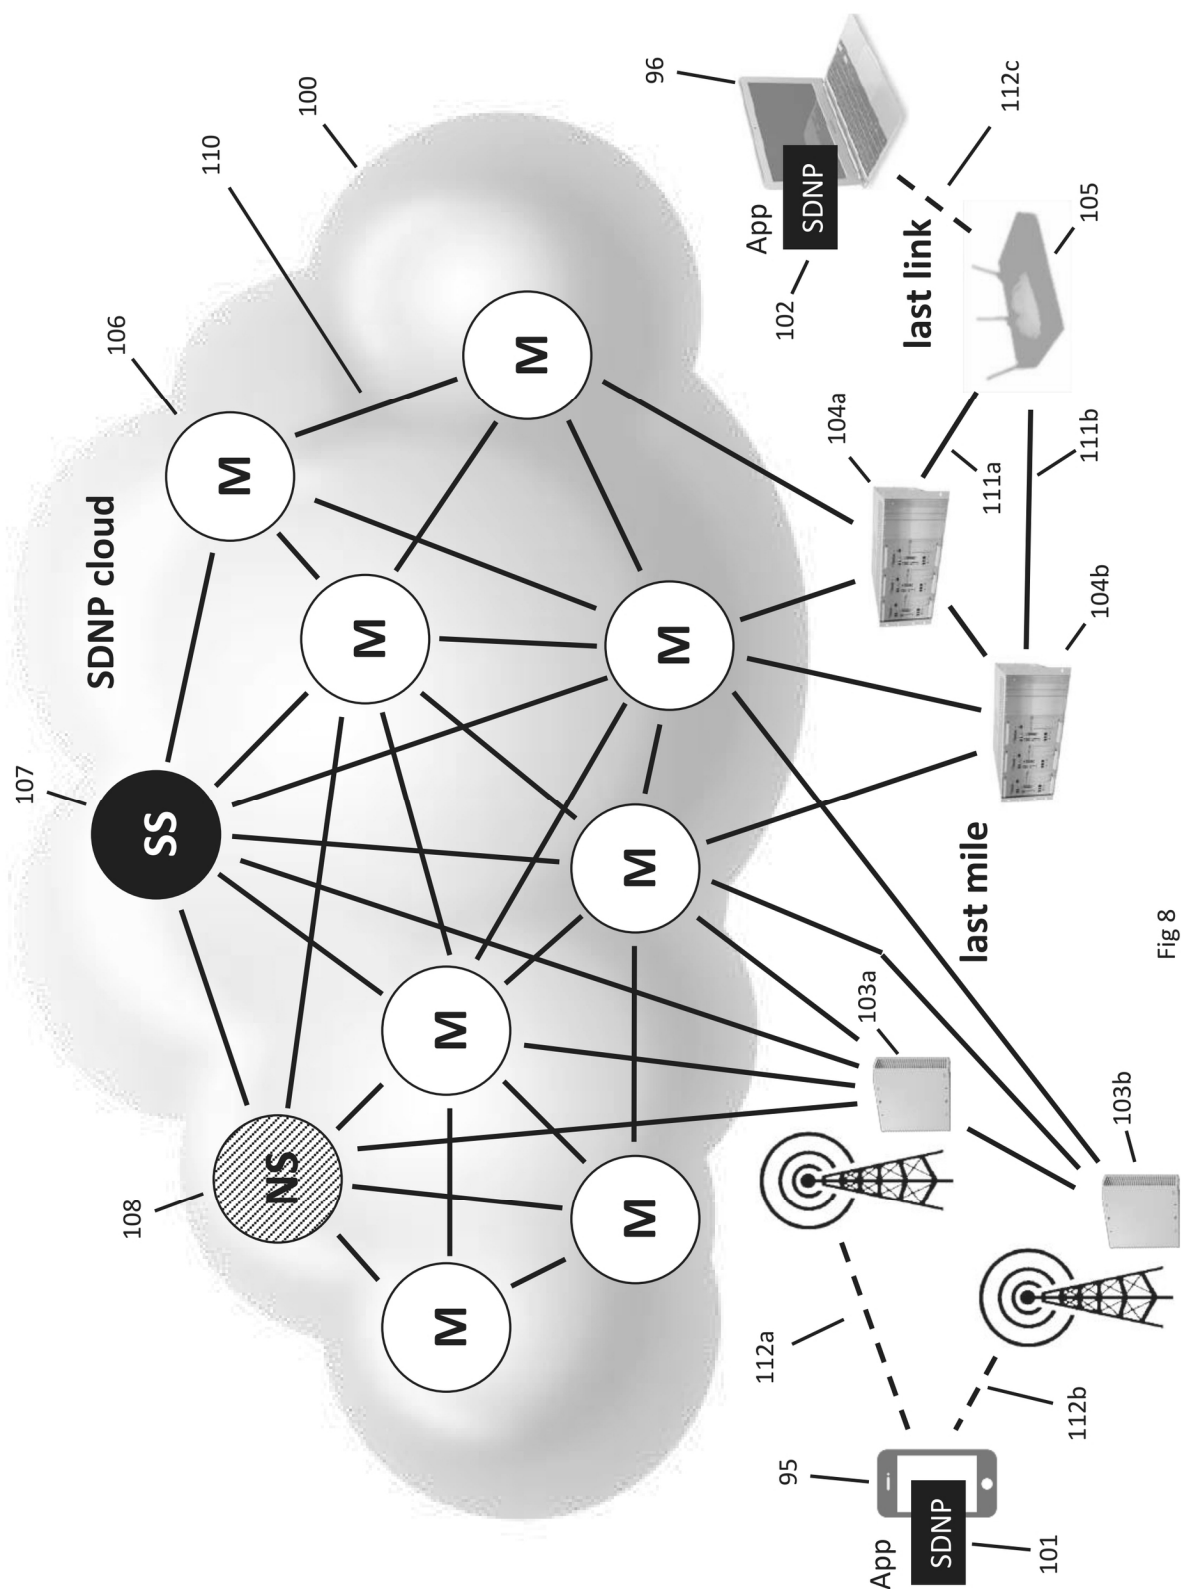 SDNP cloud
107
106
110
100
108
SS
NS
M
M
M
M
M
M
M
M
96
App
SDNP
102
112c
last link
105
104a
111a
111b
104b
last mile
103a
103b
112a
112b
95
App
SDNP
101
Fig 8